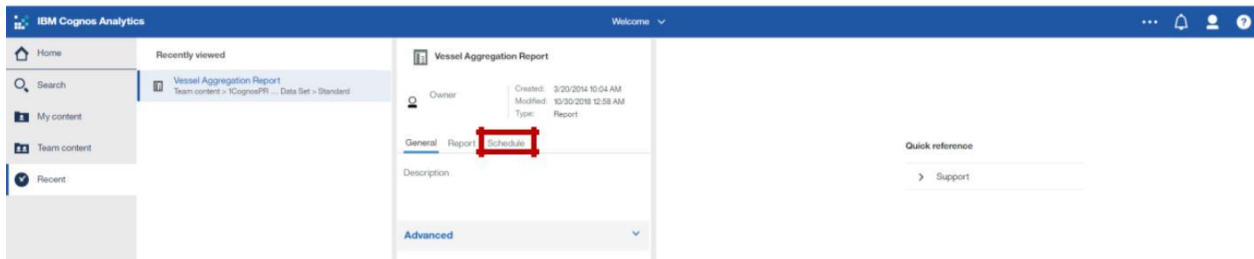 IBM Cognos Analytics
Welcome
Home
Search
My content
Team content
Recent
Recently viewed
Vessel Aggregation Report
Team content > 1CognosPR ... Data Set > Standard
Vessel Aggregation Report
Owner
Created: 3/20/2014 10:04 AM
Modified: 10/30/2018 12:58 AM
Type: Report
General Report Schedule
Description
Advanced
Quick reference
> Support